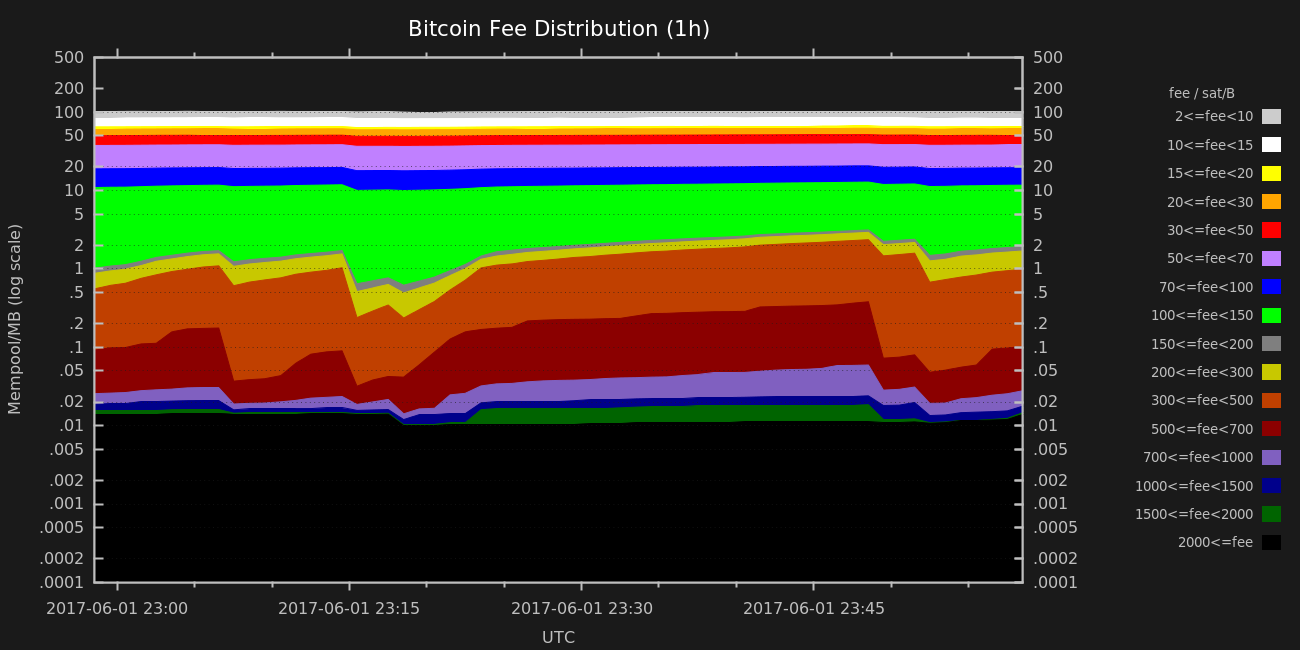 Bitcoin Fee Distribution (1h)
Mempool/MB (log scale)
500
200
100
50
20
10
5
2
1
.5
.2
.1
.05
.02
.01
.005
.002
.001
.0005
.0002
.0001
500
200
100
50
20
10
5
2
1
.5
.2
.1
.05
.02
.01
.005
.002
.001
.0005
.0002
.0001
2017-06-01 23:00
2017-06-01 23:15
2017-06-01 23:30
2017-06-01 23:45
UTC
fee / sat/B
2<=fee<10
10<=fee<15
15<=fee<20
20<=fee<30
30<=fee<50
50<=fee<70
70<=fee<100
100<=fee<150
150<=fee<200
200<=fee<300
300<=fee<500
500<=fee<700
700<=fee<1000
1000<=fee<1500
1500<=fee<2000
2000<=fee